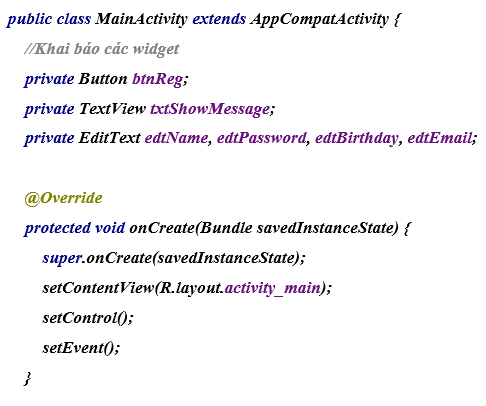 public class MainActivity extends AppCompatActivity {
//Khai báo các widget
private Button btnReg;
private TextView txtShowMessage;
private EditText edtName, edtPassword, edtBirthday, edtEmail;
@Override
protected void onCreate(Bundle savedInstanceState) {
super.onCreate(savedInstanceState);
setContentView(R.layout.activity_main);
setControl();
setEvent();
}